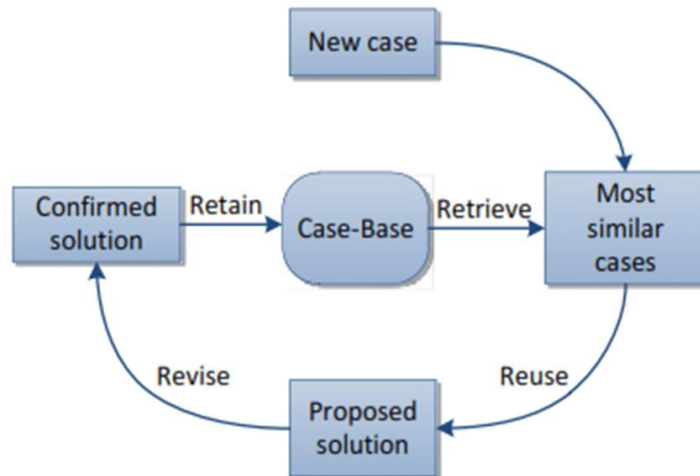 New case
Confirmed
solution
Retain
Case-Base
Retrieve
Most
similar
cases
Revise
Reuse
Proposed
solution